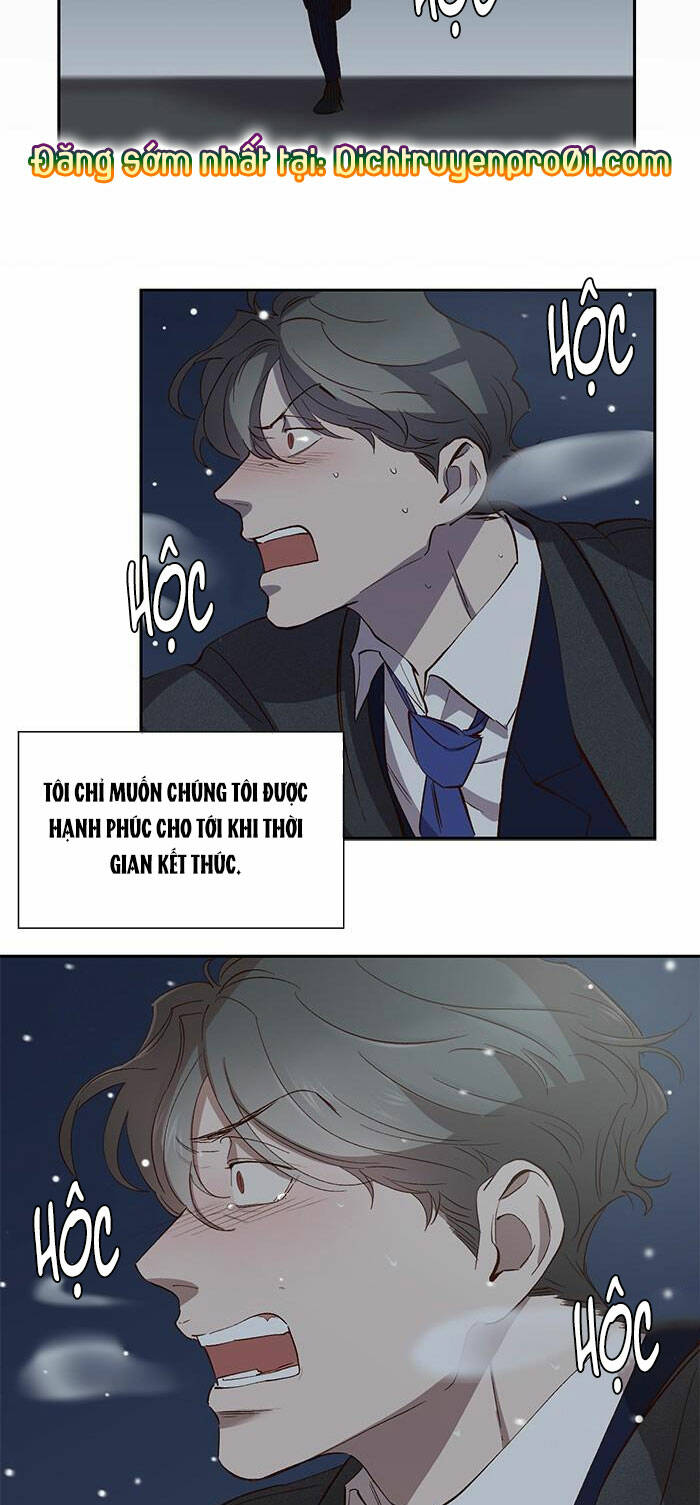 HỘC
Đăng sớm nhất tại: Dichtruyenpro01.com
HỘC
HỘC
TÔI CHỈ MUỐN CHÚNG TÔI ĐƯỢC
HẠNH PHÚC CHO TỚI KHI THỜI
GIAN KẾT THÚC.
HỘC
HỘC